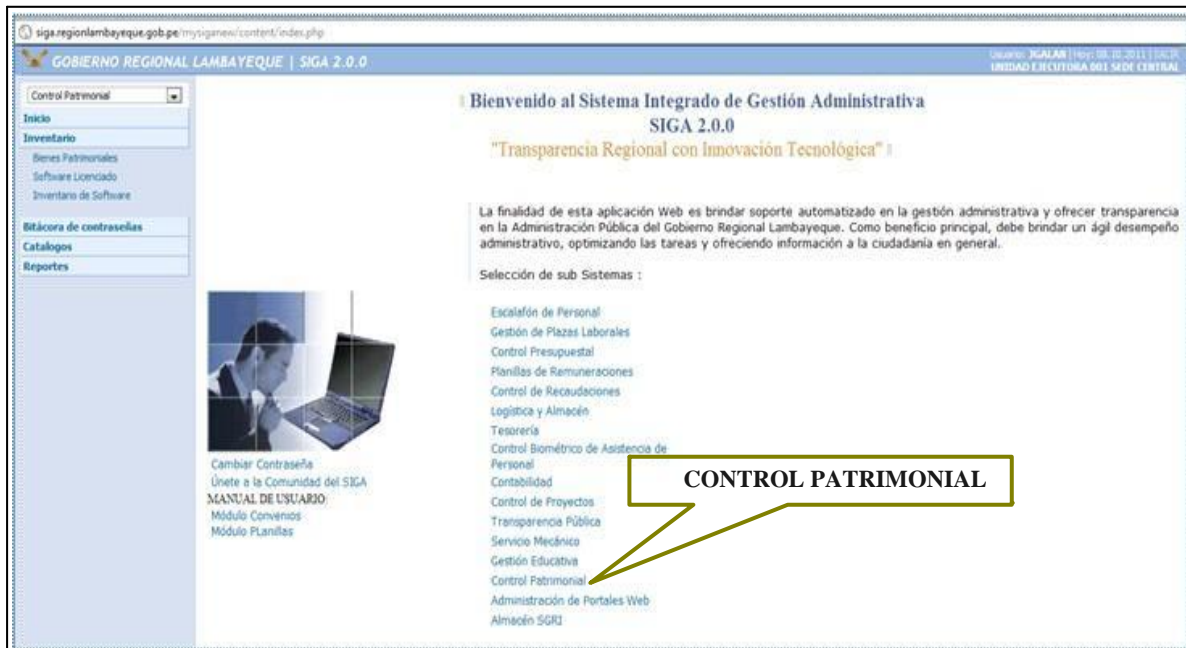 siga.regionlambayeque.gob.pe/mysiganew/content/index.php
GOBIERNO REGIONAL LAMBAYEQUE | SIGA 2.0.0
Usuario: JGALAN | Hoy: 08.10.2011 | SALIR
UNIDAD EJECUTORA 001 SEDE CENTRAL
Control Patrimonial
Inicio
Inventario
Bienes Patrimoniales
Software Licenciado
Inventario de Software
Bitácora de contraseñas
Catalogos
Reportes
Bienvenido al Sistema Integrado de Gestión Administrativa
SIGA 2.0.0
"Transparencia Regional con Innovación Tecnológica"
La finalidad de esta aplicación Web es brindar soporte automatizado en la gestión administrativa y ofrecer transparencia
en la Administración Pública del Gobierno Regional Lambayeque. Como beneficio principal, debe brindar un ágil desempeño
administrativo, optimizando las tareas y ofreciendo información a la ciudadanía en general.
Selección de sub Sistemas :
Escalafón de Personal
Gestión de Plazas Laborales
Control Presupuestal
Planillas de Remuneraciones
Control de Recaudaciones
Logística y Almacén
Tesorería
Control Biométrico de Asistencia de
Personal
Contabilidad
Control de Proyectos
Transparencia Pública
Servicio Mecánico
Gestión Educativa
Control Patrimonial
Administración de Portales Web
Almacén SGRI
Cambiar Contraseña
Únete a la Comunidad del SIGA
MANUAL DE USUARIO:
Módulo Convenios
Módulo PLanillas
CONTROL PATRIMONIAL